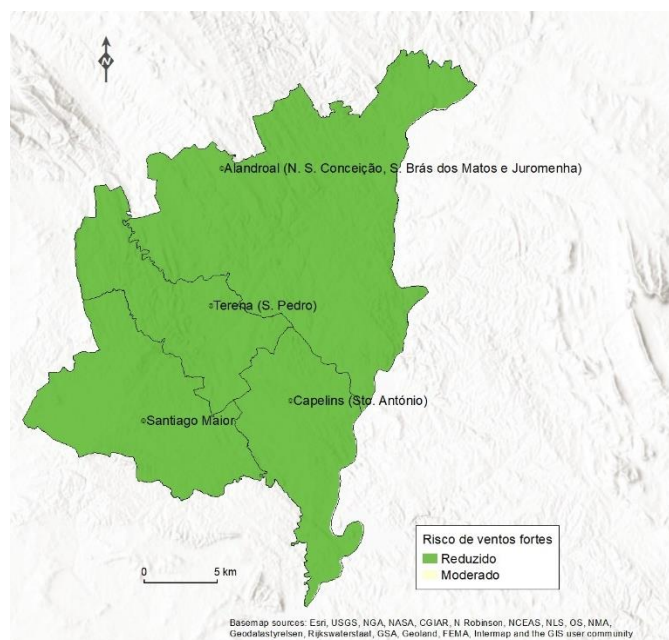 N
Alandroal (N. S. Conceição, S. Brás dos Matos e Juromenha)
Terena (S. Pedro)
Capelins (Sto. António)
Santiago Maior
Risco de ventos fortes
Reduzido
Moderado
0 5 km
Basemap sources: Esri, USGS, NGA, NASA, CGIAR, N Robinson, NCEAS, NLS, OS, NMA,
Geodatastyrelsen, Rijkswaterstaat, GSA, Geoland, FEMA, Intermap and the GIS user community